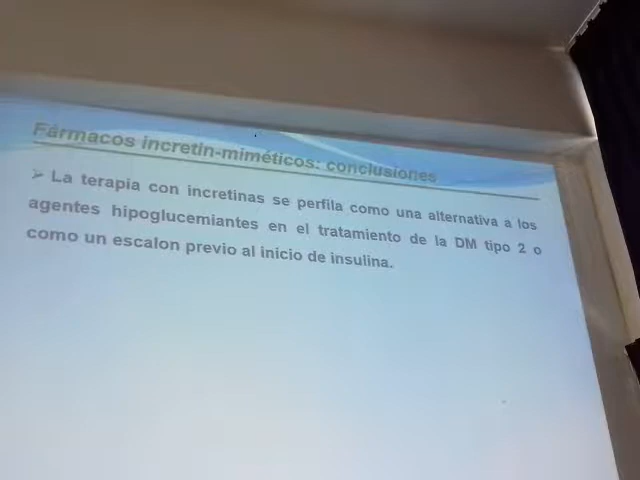 Fármacos incretin-miméticos: conclusiones
➢ La terapia con incretinas se perfila como una alternativa a los
agentes hipoglucemiantes en el tratamiento de la DM tipo 2 o
como un escalon previo al inicio de insulina.